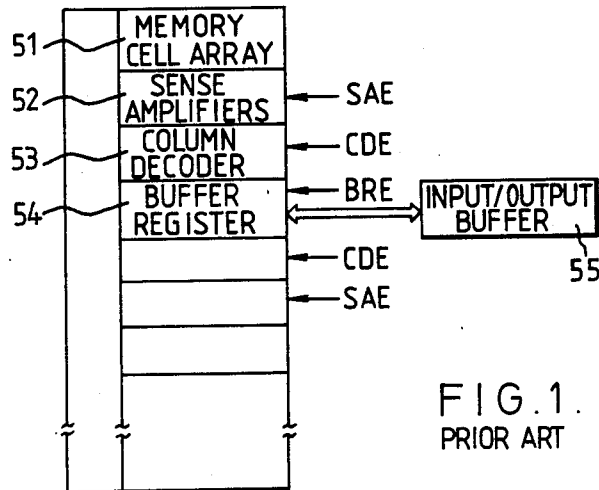 51
MEMORY
CELL ARRAY
52
SENSE
AMPLIFIERS
SAE
53
COLUMN
DECODER
CDE
54
BUFFER
REGISTER
BRE
INPUT/OUTPUT
BUFFER
55
CDE
SAE
FIG.1.
PRIOR ART